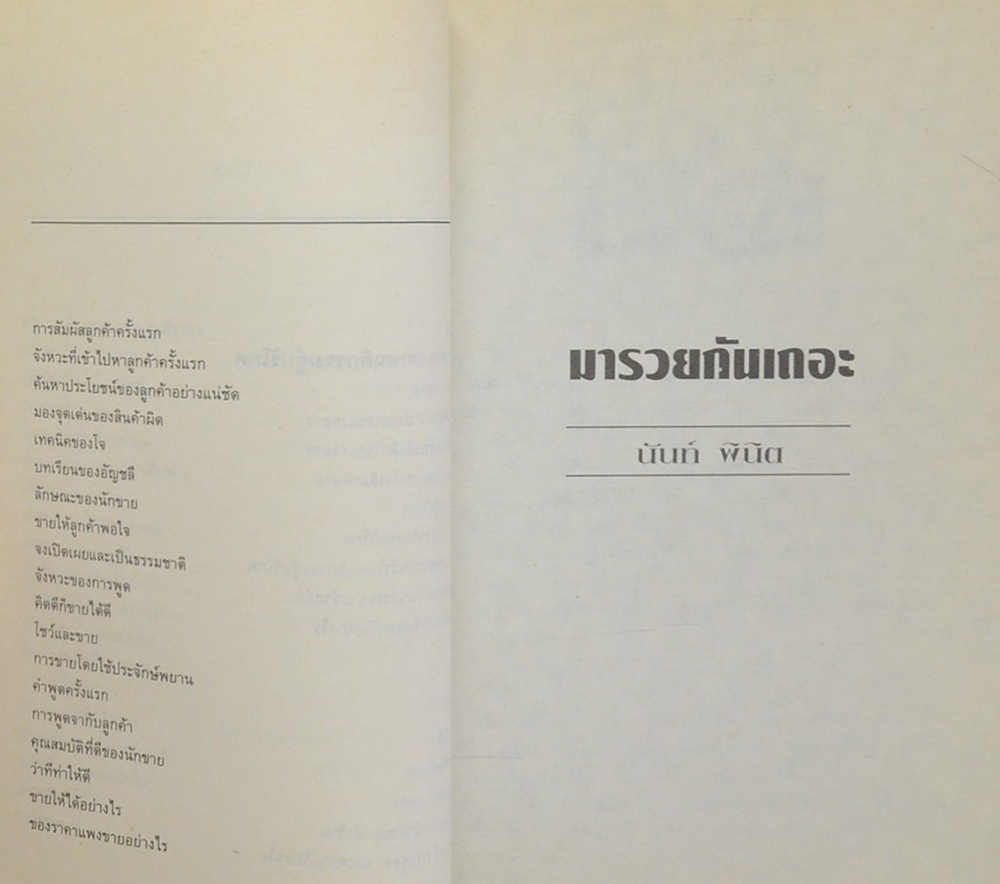 การสัมผัสลูกค้าครั้งแรก
จังหวะที่เข้าไปหาลูกค้าครั้งแรก
ค้นหาประโยชน์ของลูกค้าอย่างแน่ชัด
มองจุดเด่นของสินค้าผิด
เทคนิคของโจ
บทเรียนของอัญชลี
ลักษณะของนักขาย
ขายให้ลูกค้าพอใจ
จงเปิดเผยและเป็นธรรมชาติ
จังหวะของการพูด
คิดดีก็ขายได้ดี
โชว์และขาย
การขายโดยใช้ประจักษ์พยาน
คำพูดครั้งแรก
การพูดจากับลูกค้า
คุณสมบัติที่ดีของนักขาย
ว่าทีทำให้ดี
ขายให้ได้อย่างไร
ของราคาแพงขายอย่างไร
มารวยกันเถอะ
นันท์ พินิต